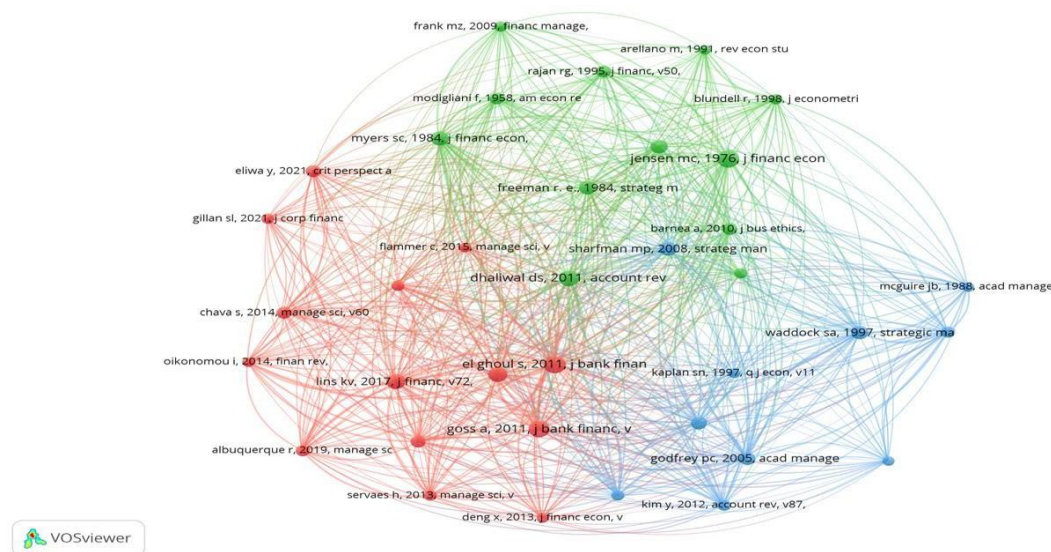 frank mz, 2009, financ manage,
arellano m, 1991, rev econ stu
rajan rg, 1995, j financ, v50,
modigliani f, 1958, am econ re
blundell r, 1998, j econometri
myers sc, 1984, j financ econ,
jensen mc, 1976, j financ econ
eliwa y, 2021, crit perspect a
freeman r. e., 1984, strateg m
gillan sl, 2021, j corp financ
barnea a, 2010, j bus ethics,
flammer c, 2015, manage sci, v
sharfman mp, 2008, strateg man
dhaliwal ds, 2011, account rev
mcguire jb, 1988, acad manage
chava s, 2014, manage sci, v60
waddock sa, 1997, strategic ma
oikonomou i, 2014, finan rev,
el ghoul s, 2011, j bank finan
kaplan sn, 1997, q j econ, v11
lins kv, 2017, j financ, v72,
goss a, 2011, j bank financ, v
albuquerque r, 2019, manage sc
godfrey pc, 2005, acad manage
servaes h, 2013, manage sci, v
kim y, 2012, account rev, v87,
deng x, 2013, j financ econ, v
VOSviewer